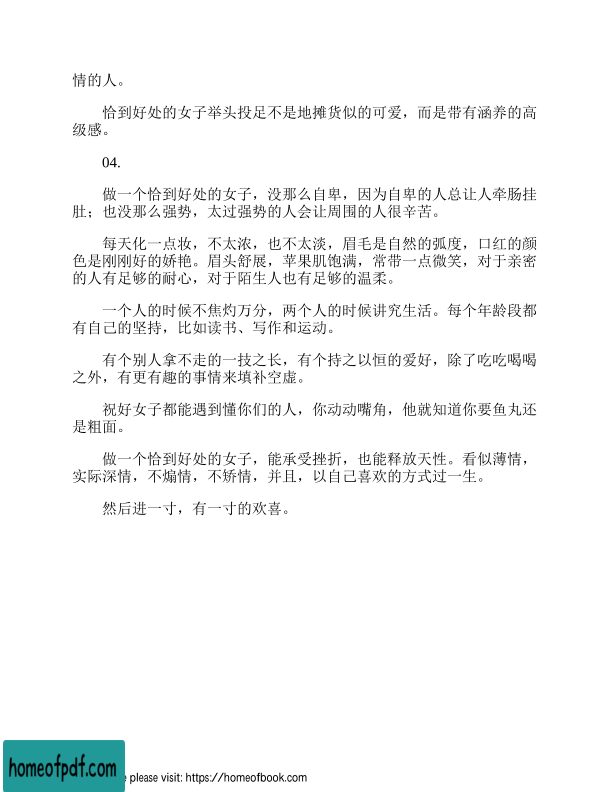 情的人。
恰到好处的女子举头投足不是地摊货似的可爱，而是带有涵养的高
级感。
04.
做一个恰到好处的女子，没那么自卑，因为自卑的人总让人牵肠挂
肚；也没那么强势，太过强势的人会让周围的人很辛苦。
每天化一点妆，不太浓，也不太淡，眉毛是自然的弧度，口红的颜
色是刚刚好的娇艳。眉头舒展，苹果肌饱满，常带一点微笑，对于亲密
的人有足够的耐心，对于陌生人也有足够的温柔。
一个人的时候不焦灼万分，两个人的时候讲究生活。每个年龄段都
有自己的坚持，比如读书、写作和运动。
有个别人拿不走的一技之长，有个持之以恒的爱好，除了吃吃喝喝
之外，有更有趣的事情来填补空虚。
祝好女子都能遇到懂你们的人，你动动嘴角，他就知道你要鱼丸还
是粗面。
做一个恰到好处的女子，能承受挫折，也能释放天性。看似薄情，
实际深情，不煽情，不矫情，并且，以自己喜欢的方式过一生。
然后进一寸，有一寸的欢喜。
homeofpdf.com
please visit: https://homeofbook.com